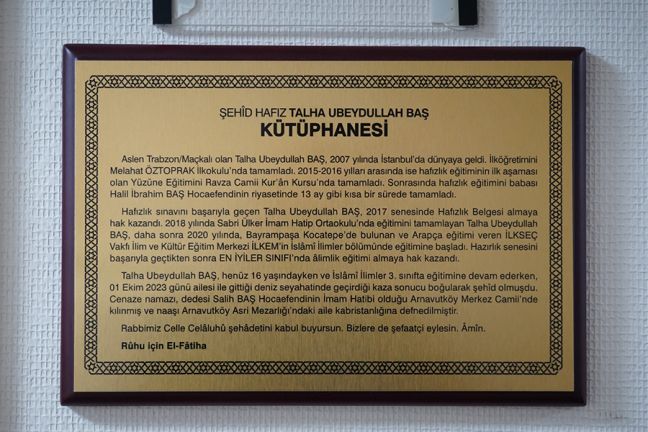 ŞEHÎD HAFIZ TALHA UBEYDULLAH BAŞ
KÜTÜPHANESİ
Aslen Trabzon/Maçkalı olan Talha Ubeydullah BAŞ, 2007 yılında İstanbul'da dünyaya geldi. İlköğretimini
Melahat ÖZTOPRAK İlkokulu'nda tamamladı. 2015-2016 yılları arasında ise hafızlık eğitiminin ilk aşaması
olan Yüzüne Eğitimini Ravza Camii Kur'ân Kursu'nda tamamladı. Sonrasında hafızlık eğitimini babası
Halil İbrahim BAŞ Hocaefendinin riyasetinde 13 ay gibi kısa bir sürede tamamladı.
Hafızlık sınavını başarıyla geçen Talha Ubeydullah BAŞ, 2017 senesinde Hafızlık Belgesi almaya
hak kazandı. 2018 yılında Sabri Ülker İmam Hatip Ortaokulu'nda eğitimini tamamlayan Talha Ubeydullah
BAŞ, daha sonra 2020 yılında, Bayrampaşa Kocatepe'de bulunan ve Arapça eğitimi veren İLKSEÇ
Vakfı İlim ve Kültür Eğitim Merkezi İLKEM'in İslâmî İlimler bölümünde eğitimine başladı. Hazırlık senesini
başarıyla geçtikten sonra EN İYİLER SINIFI'nda âlimlik eğitimi almaya hak kazandı.
Talha Ubeydullah BAŞ, henüz 16 yaşındayken ve İslâmî İlimler 3. sınıfta eğitimine devam ederken,
01 Ekim 2023 günü ailesi ile gittiği deniz seyahatinde geçirdiği kaza sonucu boğularak şehîd olmuşdu.
Cenaze namazı, dedesi Salih BAŞ Hocaefendinin İmam Hatibi olduğu Arnavutköy Merkez Camii'nde
kılınmış ve naaşı Arnavutköy Asri Mezarlığı'ndaki aile kabristanlığına defnedilmiştir.
Rabbimiz Celle Celâluhû şehâdetini kabul buyursun. Bizlere de şefaatçi eylesin. Âmîn.
Rûhu için El-Fâtiha